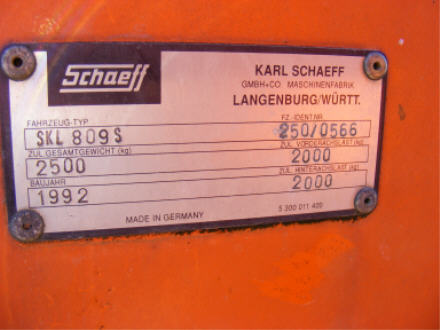 Schaeff
KARL SCHAEFF
GMBH+CO. MASCHINENFABRIK
LANGENBURG/WÜRTT.
FAHRZEUG-TYP FZ.-IDENT.NR.
SKL 809S 250/0566
ZUL. GESAMTGEWICHT (kg) ZUL. VORDERACHSLAST (kg)
2500 2000
BAUJAHR ZUL. HINTERACHSLAST (kg)
1992 2000
MADE IN GERMANY 5 300 011 420